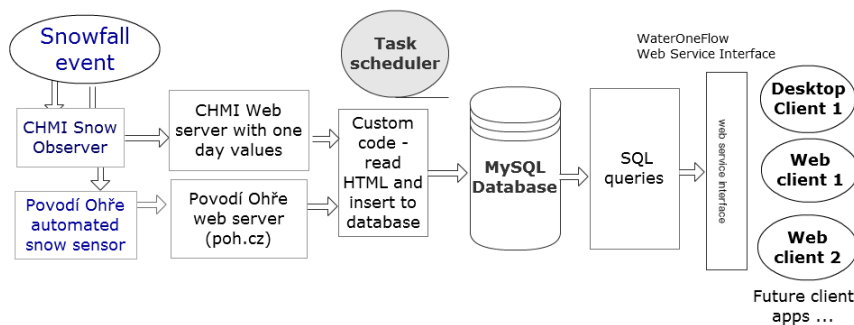 Snowfall
event
CHMI Snow
Observer
Povodí Ohře
automated
snow sensor
CHMI Web
server with one
day values
Povodí Ohře
web server
(poh.cz)
Task
scheduler
Custom
code -
read
HTML and
insert to
database
MySQL
Database
SQL
queries
WaterOneFlow
Web Service Interface
web service interface
Desktop
Client 1
Web
client 1
Web
client 2
Future client
apps ...